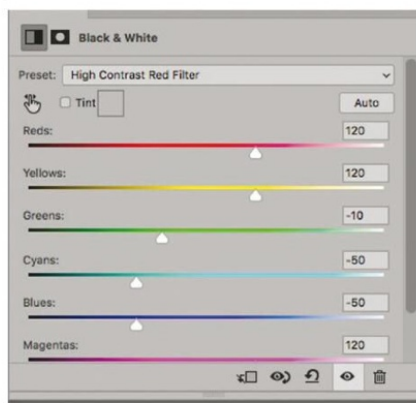 Black & White
Preset: High Contrast Red Filter
Tint Auto
Reds: 120
Yellows: 120
Greens: -10
Cyans: -50
Blues: -50
Magentas: 120